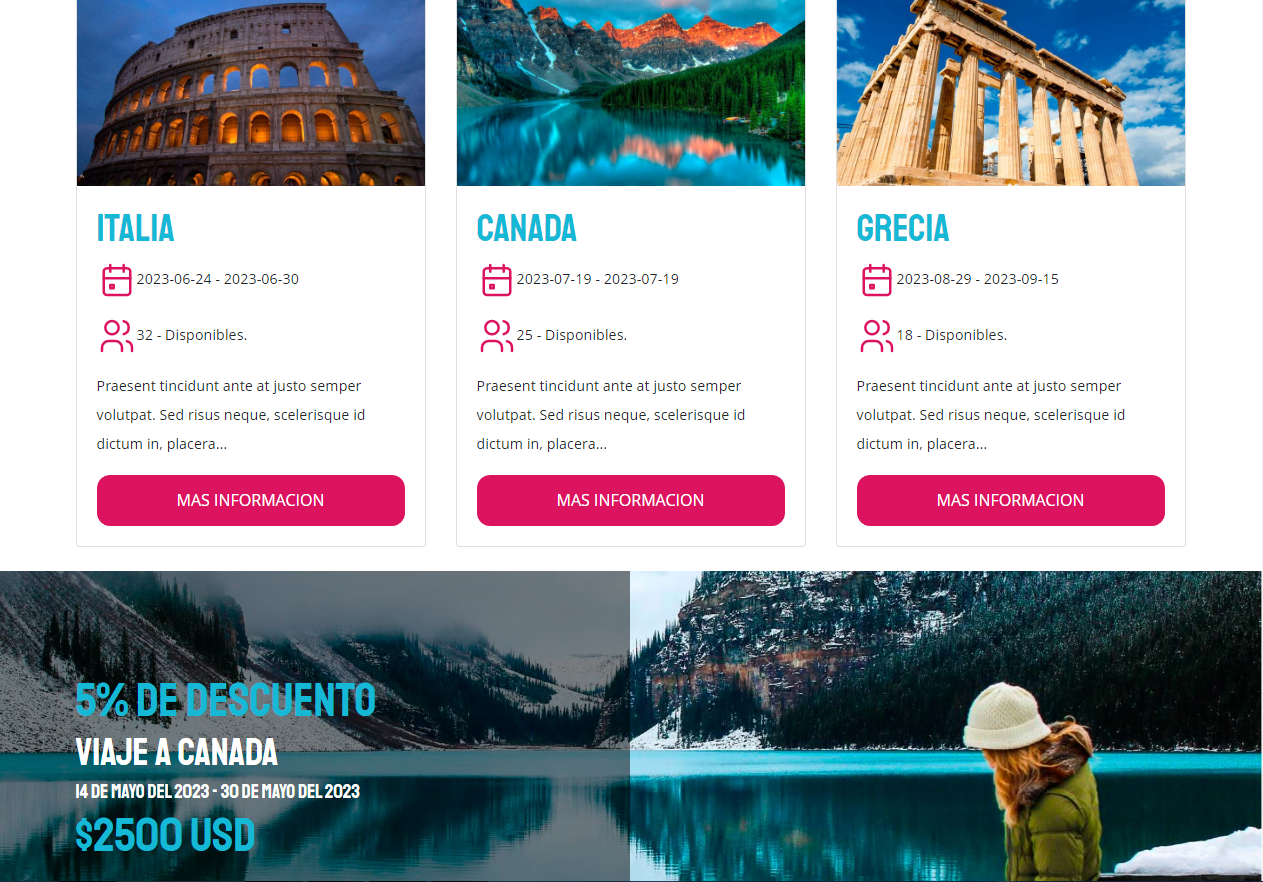 ITALIA
2023-06-24 - 2023-06-30
32 - Disponibles.
Praesent tincidunt ante at justo semper
volutpat. Sed risus neque, scelerisque id
dictum in, placera...
MAS INFORMACION
CANADA
2023-07-19 - 2023-07-19
25 - Disponibles.
Praesent tincidunt ante at justo semper
volutpat. Sed risus neque, scelerisque id
dictum in, placera...
MAS INFORMACION
GRECIA
2023-08-29 - 2023-09-15
18 - Disponibles.
Praesent tincidunt ante at justo semper
volutpat. Sed risus neque, scelerisque id
dictum in, placera...
MAS INFORMACION
5% DE DESCUENTO
VIAJE A CANADA
14 DE MAYO DEL 2023 - 30 DE MAYO DEL 2023
$2500 USD